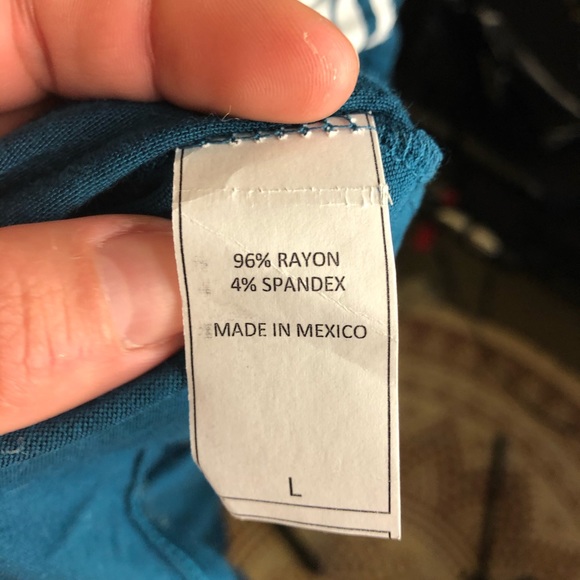 96% RAYON
4% SPANDEX
MADE IN MEXICO
L